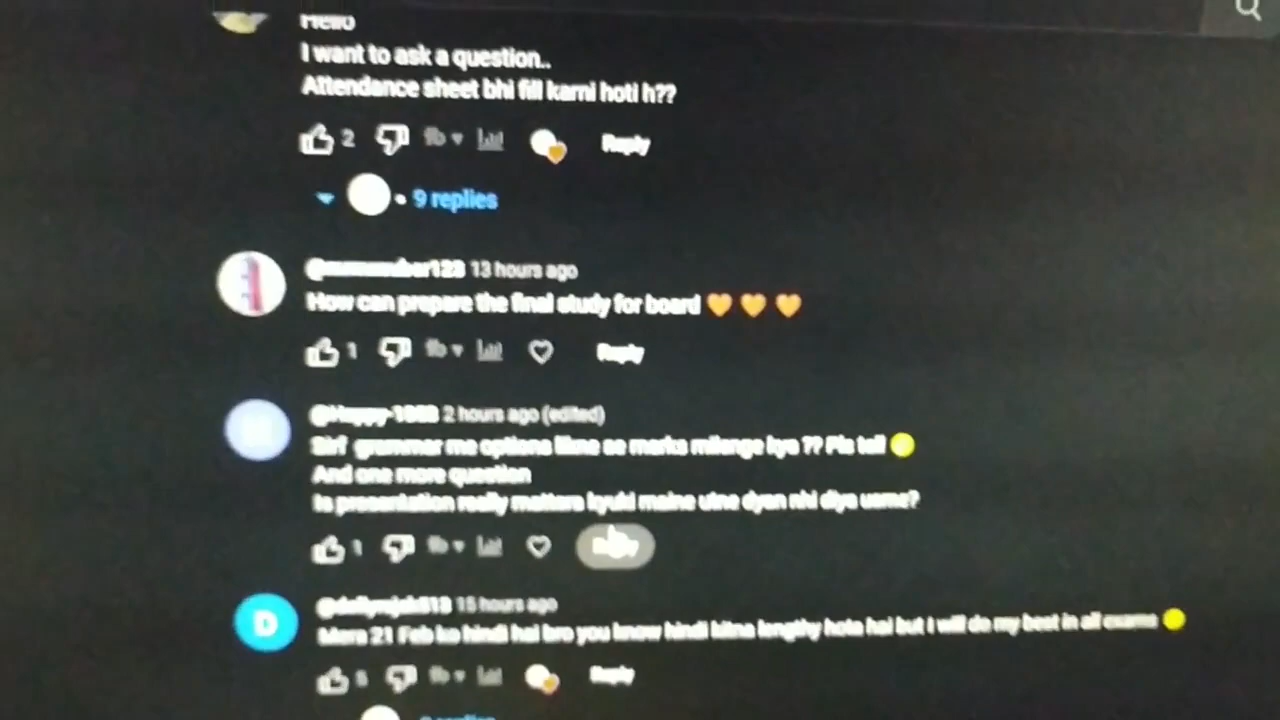 Hello
I want to ask a question..
Attendance sheet bhi fill karni hoti h??
2 Reply
9 replies
13 hours ago
How can prepare the final study for board 🧡 🧡 🧡
1 Reply
2 hours ago (edited)
grammar me options likne se marks milenge kya ?? Pls tell
And one more question
Is presentation really matters kyuki maine utne dyan nhi diya usme?
1
D
15 hours ago
Mera 21 Feb ko hindi hai bro you know hindi kitna lengthy hota hai but I will do my best in all exams
Reply
replies